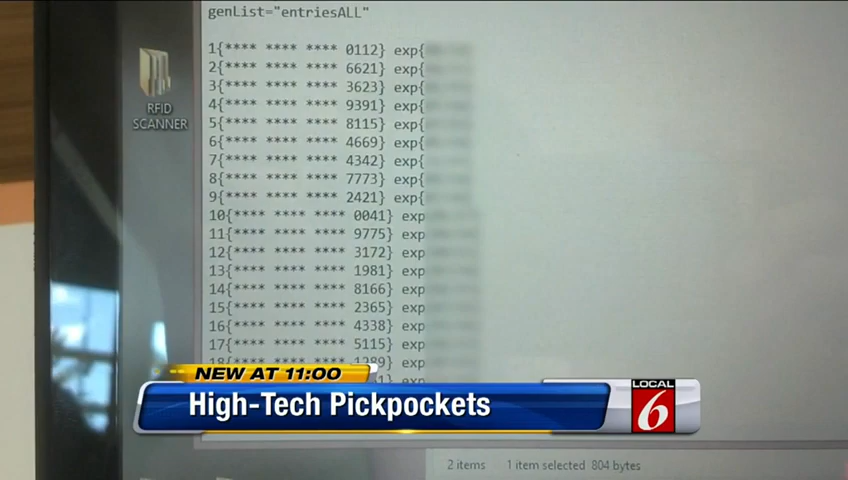 genList="entriesALL"
1{**** **** **** 0112} exp{
2{**** **** **** 6621} exp{
3{**** **** **** 3623} exp{
4{**** **** **** 9391} exp{
5{**** **** **** 8115} exp{
6{**** **** **** 4669} exp{
7{**** **** **** 4342} exp{
8{**** **** **** 7773} exp{
9{**** **** **** 2421} exp{
10{**** **** **** 0041} exp
11{**** **** **** 9775} exp
12{**** **** **** 3172} exp
13{**** **** **** 1981} exp
14{**** **** **** 8166} exp
15{**** **** **** 2365} exp
16{**** **** **** 4338} exp
17{**** **** **** 5115} exp
18{**** **** **** 1289} exp
RFID
SCANNER
NEW AT 11:00
High-Tech Pickpockets
LOCAL
6
2 items 1 item selected 804 bytes